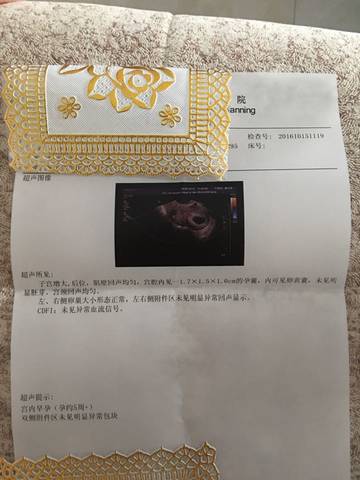 院
anning
检查号: 201610151119
床号:
超声图像
超声所见:
子宫增大,后位,肌壁回声均匀,宫腔内见一1.7×1.5×1.0cm的孕囊,内可见卵黄囊,未见明
显胚芽。宫颈回声均匀。
左、右侧卵巢大小形态正常,左右侧附件区未见明显异常回声显示。
CDFI:未见异常血流信号。
超声提示:
宫内早孕(孕约5周+)
双侧附件区未见明显异常包块